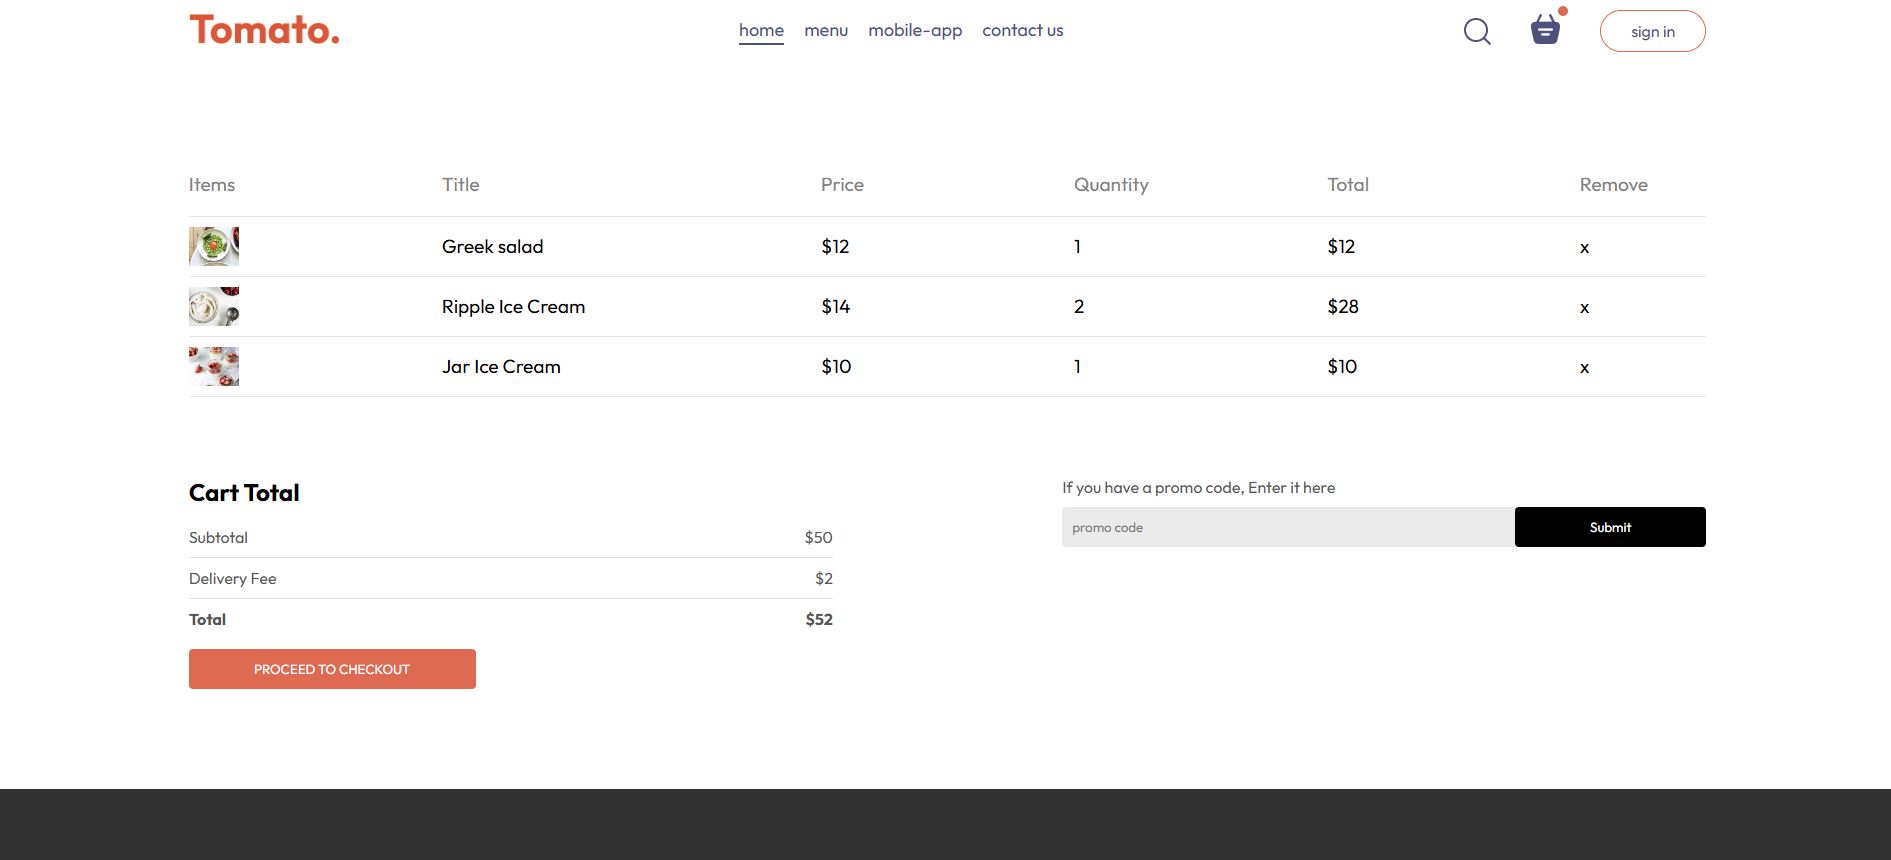 Tomato. home menu mobile-app contact us sign in
Items Title Price Quantity Total Remove
Greek salad $12 1 $12 x
Ripple Ice Cream $14 2 $28 x
Jar Ice Cream $10 1 $10 x
Cart Total
Subtotal $50
Delivery Fee $2
Total $52
PROCEED TO CHECKOUT
If you have a promo code, Enter it here
promo code Submit